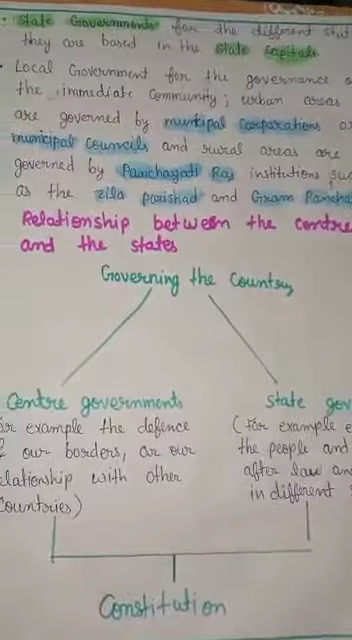 • State Governments for the different stat
they are based in the state capitals.
• Local Government for the governance o
the immediate community; urban areas
are governed by municipal corporations or
municipal councils and rural areas are
governed by Panchayati Raj institutions suc
as the zila parishad and Gram Pancha
Relationship between the centre
and the states
Governing the Country
Centre governments
or example the defence
f our borders, or our
elationship with other
Countries)
state gov
(for example e
the people and
after law an
in different
Constitution